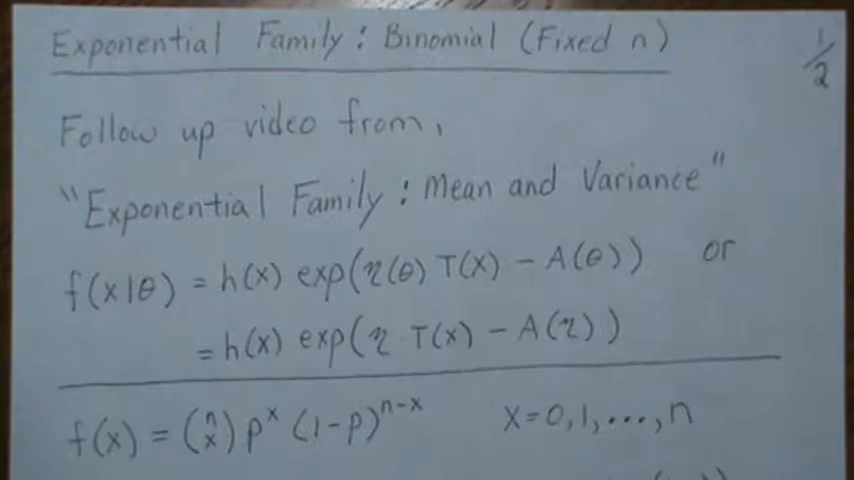 Exponential Family : Binomial (Fixed n)
1/2
Follow up video from,
"Exponential Family : Mean and Variance"
f(x|θ) = h(x) exp(η(θ) T(x) − A(θ)) or
= h(x) exp(η · T(x) − A(η))
f(x) = (n x) p^x (1−p)^{n−x} x=0,1,...,n